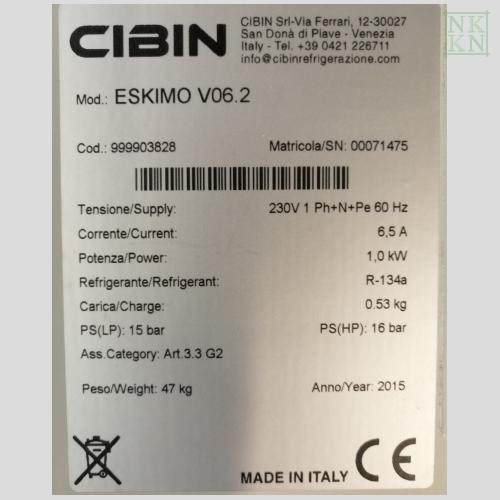 CIBIN
CIBIN Srl-Via Ferrari, 12-30027
San Donà di Piave - Venezia
Italy - Tel. +39 0421 226711
info@cibinrefrigerazione.com
NK
KN
Mod.: ESKIMO V06.2
Cod.: 999903828 Matricola/SN: 00071475
Tensione/Supply: 230V 1 Ph+N+Pe 60 Hz
Corrente/Current: 6,5 A
Potenza/Power: 1,0 kW
Refrigerante/Refrigerant: R-134a
Carica/Charge: 0.53 kg
PS(LP): 15 bar PS(HP): 16 bar
Ass.Category: Art.3.3 G2
Peso/Weight: 47 kg Anno/Year: 2015
MADE IN ITALY CE